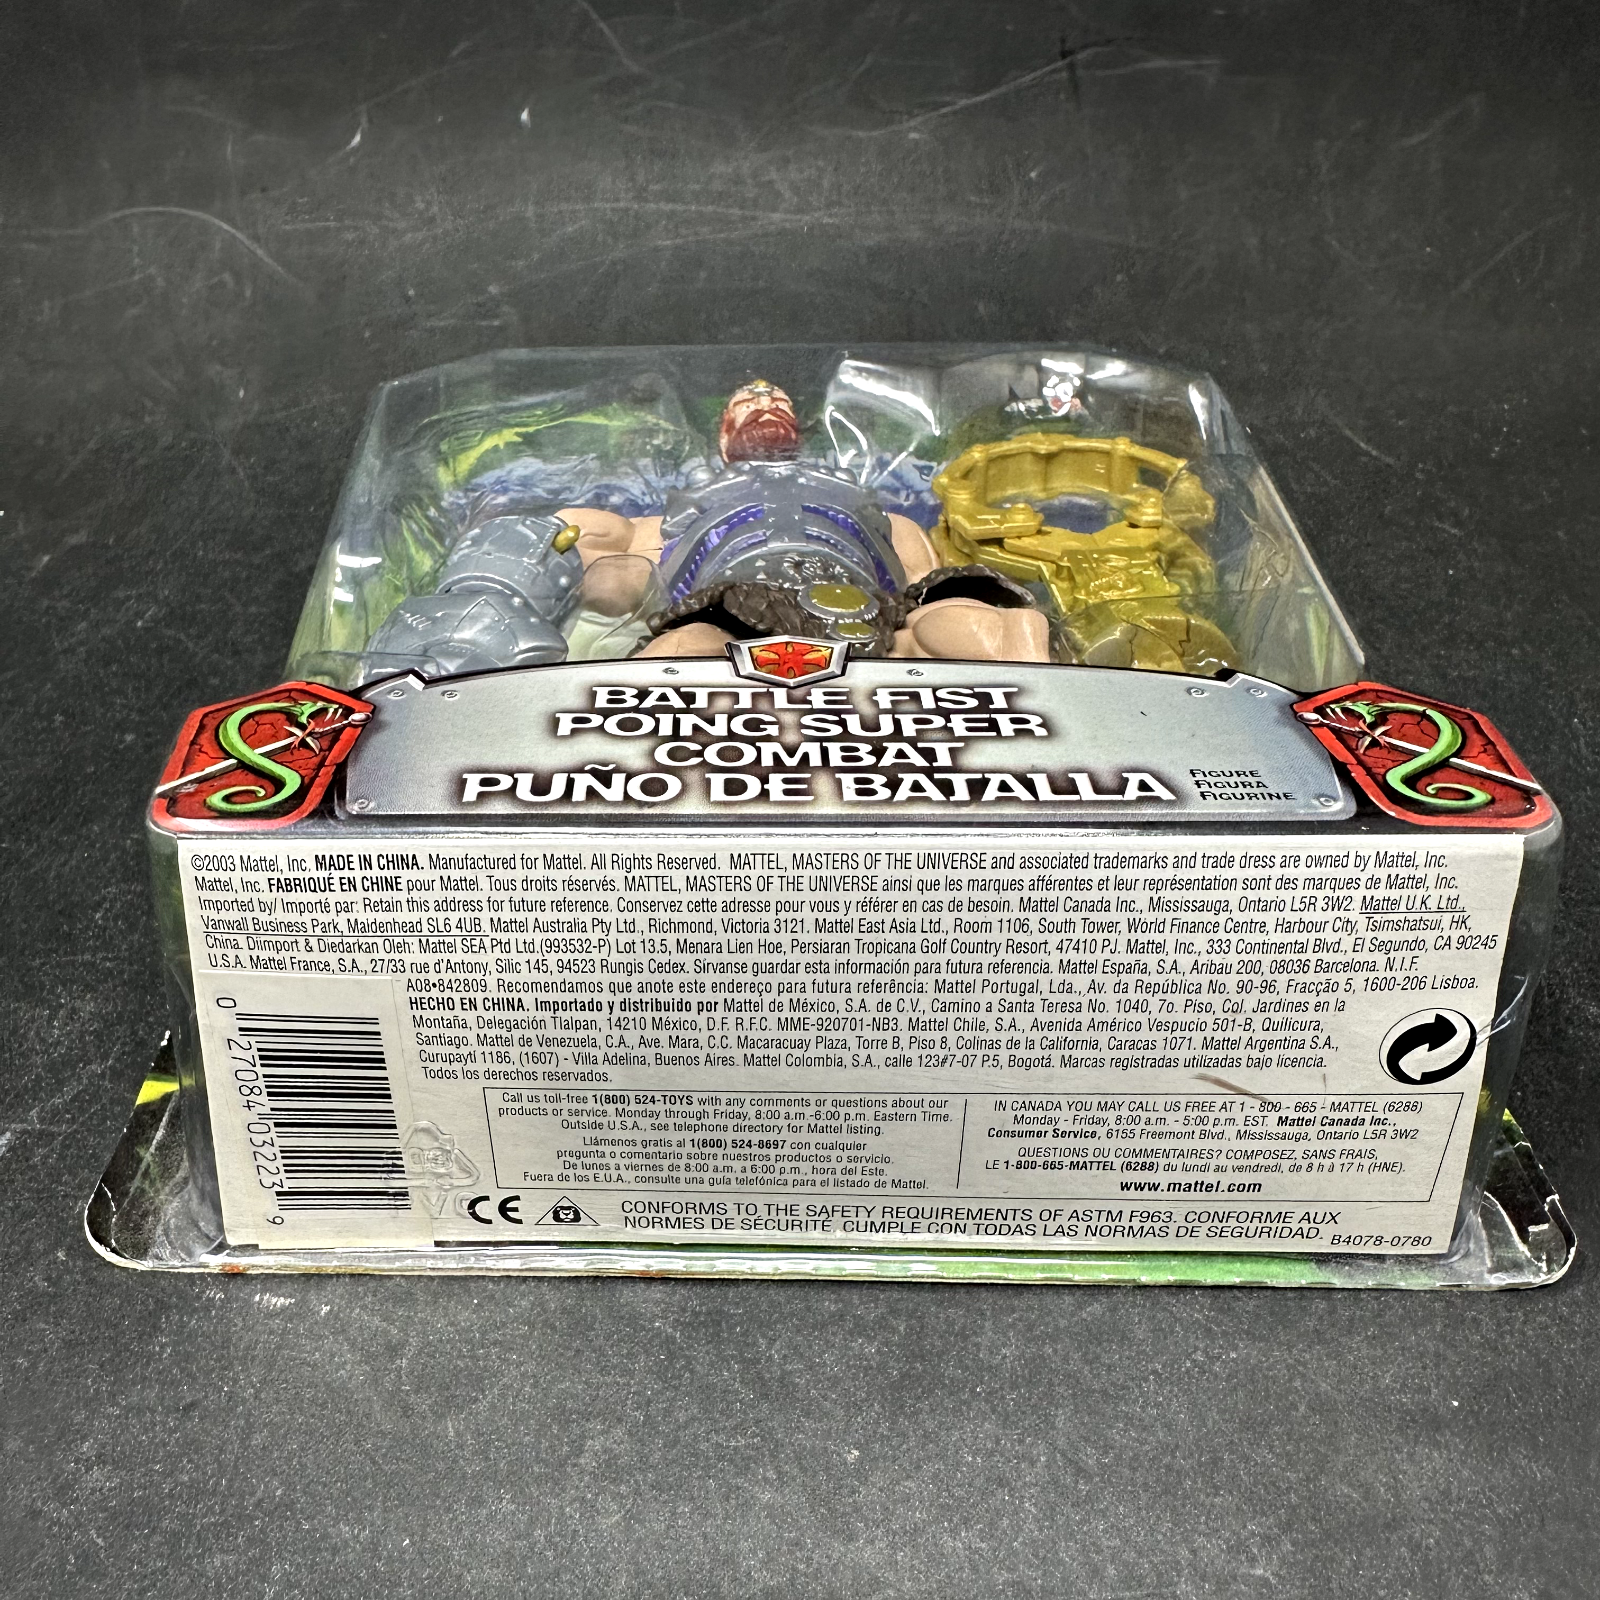 BATTLE FIST
POING SUPER
COMBAT
PUÑO DE BATALLA
FIGURE
FIGURA
FIGURINE
©2003 Mattel, Inc. MADE IN CHINA. Manufactured for Mattel. All Rights Reserved. MATTEL, MASTERS OF THE UNIVERSE and associated trademarks and trade dress are owned by Mattel, Inc.
Mattel, Inc. FABRIQUÉ EN CHINE pour Mattel. Tous droits réservés. MATTEL, MASTERS OF THE UNIVERSE ainsi que les marques afférentes et leur représentation sont des marques de Mattel, Inc.
Imported by/ Importé par: Retain this address for future reference. Conservez cette adresse pour vous y référer en cas de besoin. Mattel Canada Inc., Mississauga, Ontario L5R 3W2. Mattel U.K. Ltd.,
Vanwall Business Park, Maidenhead SL6 4UB. Mattel Australia Pty Ltd., Richmond, Victoria 3121. Mattel East Asia Ltd., Room 1106, South Tower, World Finance Centre, Harbour City, Tsimshatsui, HK,
China. Diimport & Diedarkan Oleh: Mattel SEA Ptd Ltd.(993532-P) Lot 13.5, Menara Lien Hoe, Persiaran Tropicana Golf Country Resort, 47410 PJ. Mattel, Inc., 333 Continental Blvd., El Segundo, CA 90245
U.S.A. Mattel France, S.A., 27/33 rue d'Antony, Silic 145, 94523 Rungis Cedex. Sírvanse guardar esta información para futura referencia. Mattel España, S.A., Aribau 200, 08036 Barcelona. N.I.F.
A08•842809. Recomendamos que anote este endereço para futura referência: Mattel Portugal, Lda., Av. da República No. 90-96, Fracção 5, 1600-206 Lisboa.
HECHO EN CHINA. Importado y distribuido por Mattel de México, S.A. de C.V., Camino a Santa Teresa No. 1040, 7o. Piso, Col. Jardines en la
Montaña, Delegación Tlalpan, 14210 México, D.F. R.F.C. MME-920701-NB3. Mattel Chile, S.A., Avenida Américo Vespucio 501-B, Quilicura,
Santiago. Mattel de Venezuela, C.A., Ave. Mara, C.C. Macaracuay Plaza, Torre B, Piso 8, Colinas de la California, Caracas 1071. Mattel Argentina S.A.,
Curupaytí 1186, (1607) - Villa Adelina, Buenos Aires. Mattel Colombia, S.A., calle 123#7-07 P.5, Bogotá. Marcas registradas utilizadas bajo licencia.
Todos los derechos reservados.
0 27084 03223 9
Call us toll-free 1(800) 524-TOYS with any comments or questions about our
products or service. Monday through Friday, 8:00 a.m.-6:00 p.m. Eastern Time.
Outside U.S.A., see telephone directory for Mattel listing.
Llámenos gratis al 1(800) 524-8697 con cualquier
pregunta o comentario sobre nuestros productos o servicio.
De lunes a viernes de 8:00 a.m. a 6:00 p.m., hora del Este.
Fuera de los E.U.A., consulte una guía telefónica para el listado de Mattel.
IN CANADA YOU MAY CALL US FREE AT 1 - 800 - 665 - MATTEL (6288)
Monday - Friday, 8:00 a.m. - 5:00 p.m. EST. Mattel Canada Inc.,
Consumer Service, 6155 Freemont Blvd., Mississauga, Ontario L5R 3W2
QUESTIONS OU COMMENTAIRES? COMPOSEZ, SANS FRAIS,
LE 1-800-665-MATTEL (6288) du lundi au vendredi, de 8 h à 17 h (HNE).
www.mattel.com
CE
CONFORMS TO THE SAFETY REQUIREMENTS OF ASTM F963. CONFORME AUX
NORMES DE SÉCURITÉ. CUMPLE CON TODAS LAS NORMAS DE SEGURIDAD.
B4078-0780